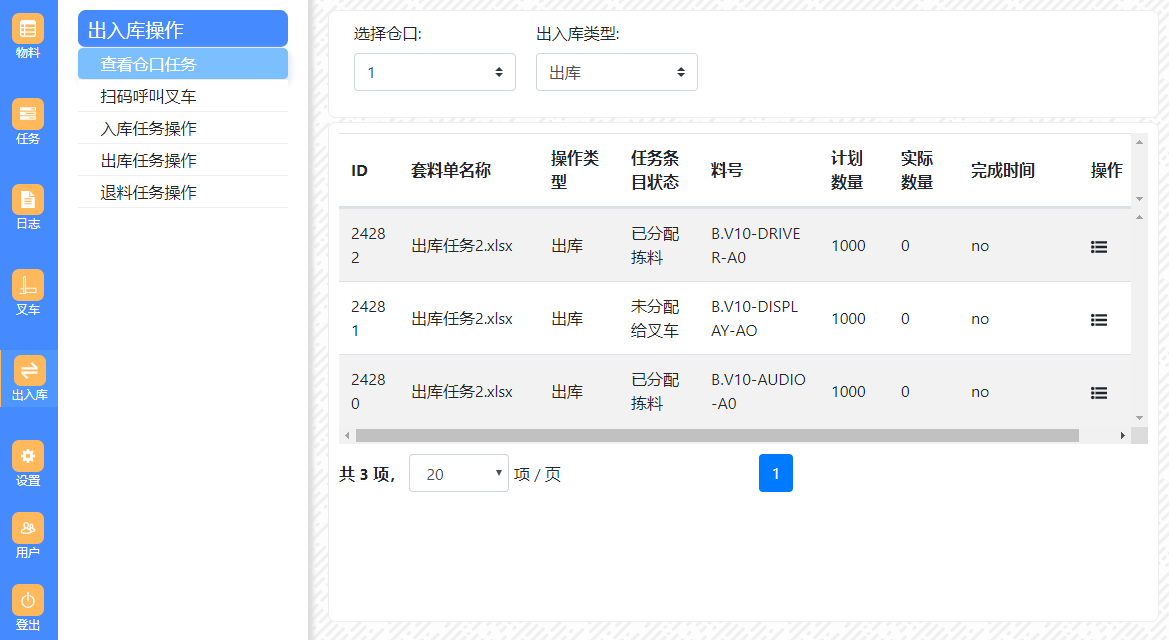 物料
任务
日志
叉车
出入库
设置
用户
登出
出入库操作
查看仓口任务
扫码呼叫叉车
入库任务操作
出库任务操作
退料任务操作
选择仓口: 出入库类型:
1 出库
ID 套料单名称 操作类型 任务条目状态 料号 计划数量 实际数量 完成时间 操作
24282 出库任务2.xlsx 出库 已分配拣料 B.V10-DRIVER-A0 1000 0 no
24281 出库任务2.xlsx 出库 未分配给叉车 B.V10-DISPLAY-AO 1000 0 no
24280 出库任务2.xlsx 出库 已分配拣料 B.V10-AUDIO-A0 1000 0 no
共 3 项， 20 项 / 页 1